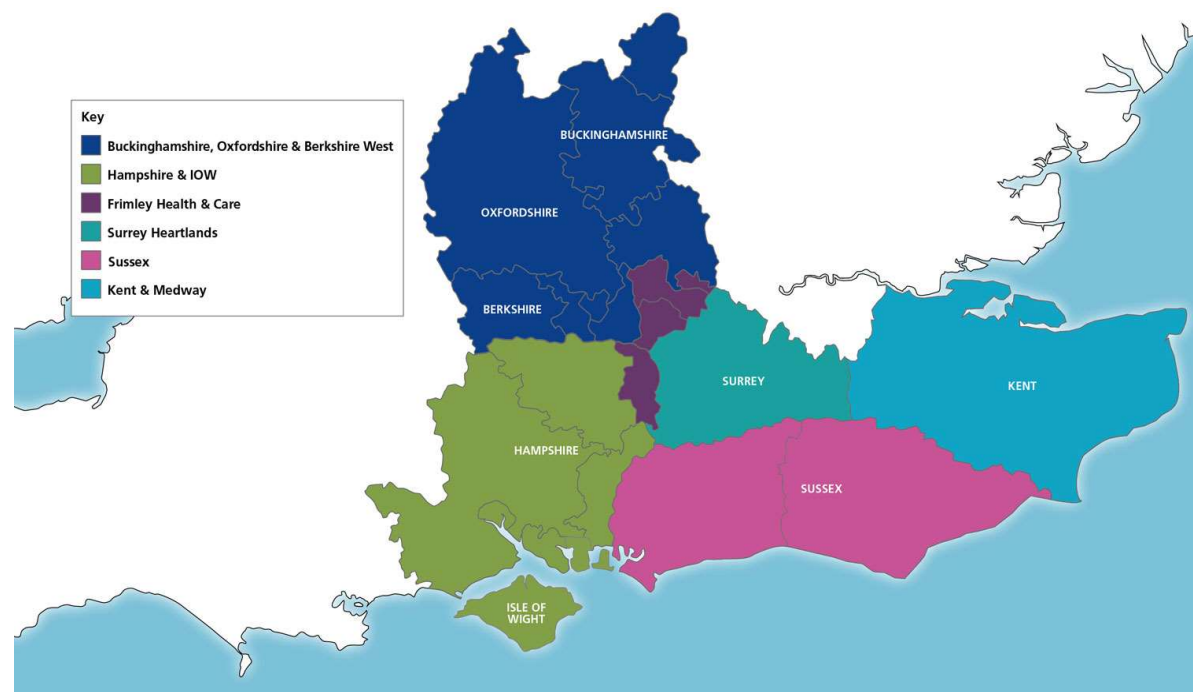 Key
Buckinghamshire, Oxfordshire & Berkshire West
Hampshire & IOW
Frimley Health & Care
Surrey Heartlands
Sussex
Kent & Medway
BUCKINGHAMSHIRE
OXFORDSHIRE
BERKSHIRE
SURREY
KENT
HAMPSHIRE
SUSSEX
ISLE OF
WIGHT